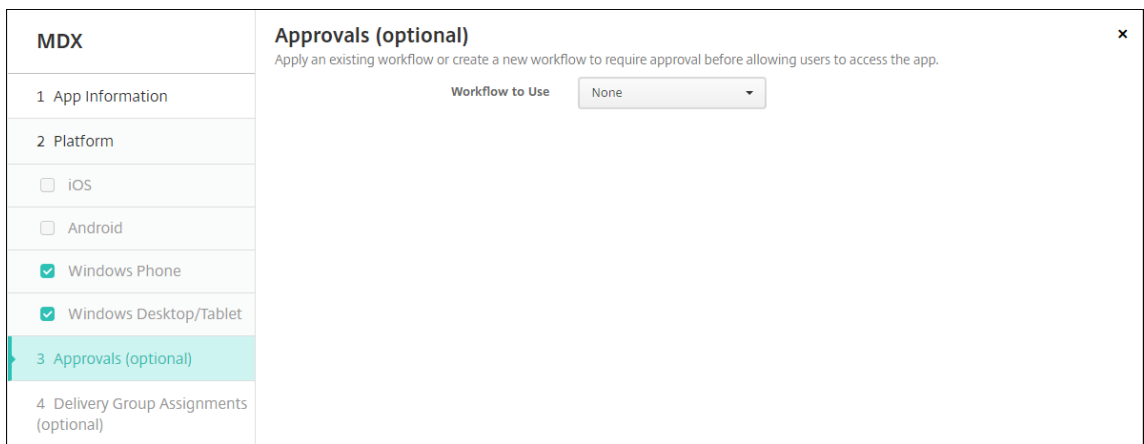 MDX
1 App Information
2 Platform
iOS
Android
Windows Phone
Windows Desktop/Tablet
3 Approvals (optional)
4 Delivery Group Assignments
(optional)
Approvals (optional)
Apply an existing workflow or create a new workflow to require approval before allowing users to access the app.
Workflow to Use None